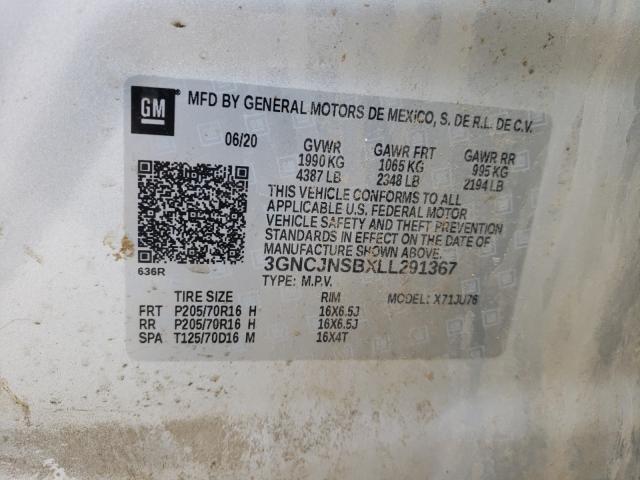 GM MFD BY GENERAL MOTORS DE MEXICO, S. DE R.L. DE C.V.
06/20 GVWR GAWR FRT GAWR RR
1990 KG 1065 KG 995 KG
4387 LB 2348 LB 2194 LB
THIS VEHICLE CONFORMS TO ALL
APPLICABLE U.S. FEDERAL MOTOR
VEHICLE SAFETY AND THEFT PREVENTION
STANDARDS IN EFFECT ON THE DATE OF
MANUFACTURE SHOWN ABOVE.
636R 3GNCJNSBXLL291367
TYPE: M.P.V.
TIRE SIZE RIM MODEL: X71JU76
FRT P205/70R16 H 16X6.5J
RR P205/70R16 H 16X6.5J
SPA T125/70D16 M 16X4T